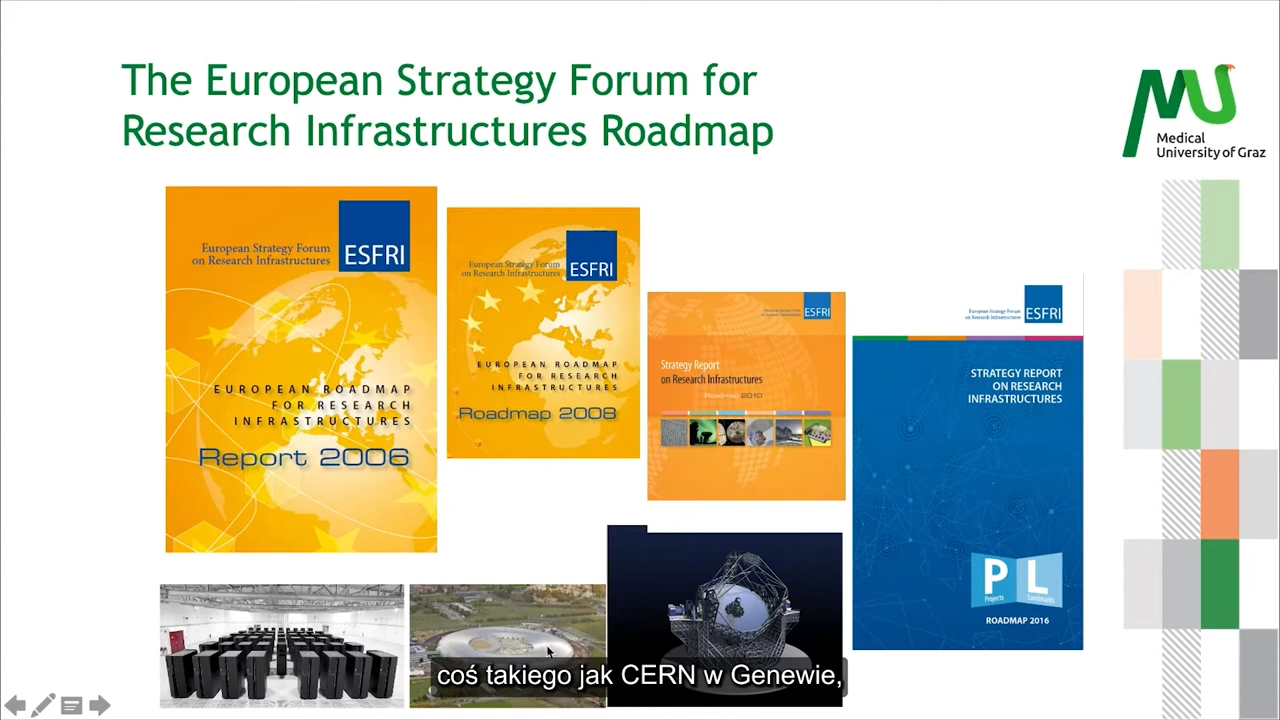 The European Strategy Forum for
Research Infrastructures Roadmap
Medical
University of Graz
European Strategy Forum
on Research Infrastructures
ESFRI
EUROPEAN ROADMAP
FOR RESEARCH
INFRASTRUCTURES
Report 2006
European Strategy Forum
on Research Infrastructures
ESFRI
EUROPEAN ROADMAP
FOR RESEARCH
INFRASTRUCTURES
Roadmap 2008
ESFRI
Strategy Report
on Research Infrastructures
Roadmap 2010
European Strategy Forum
on Research Infrastructures
ESFRI
STRATEGY REPORT
ON RESEARCH
INFRASTRUCTURES
P L
Projects Landmarks
ROADMAP 2016
coś takiego jak CERN w Genewie,